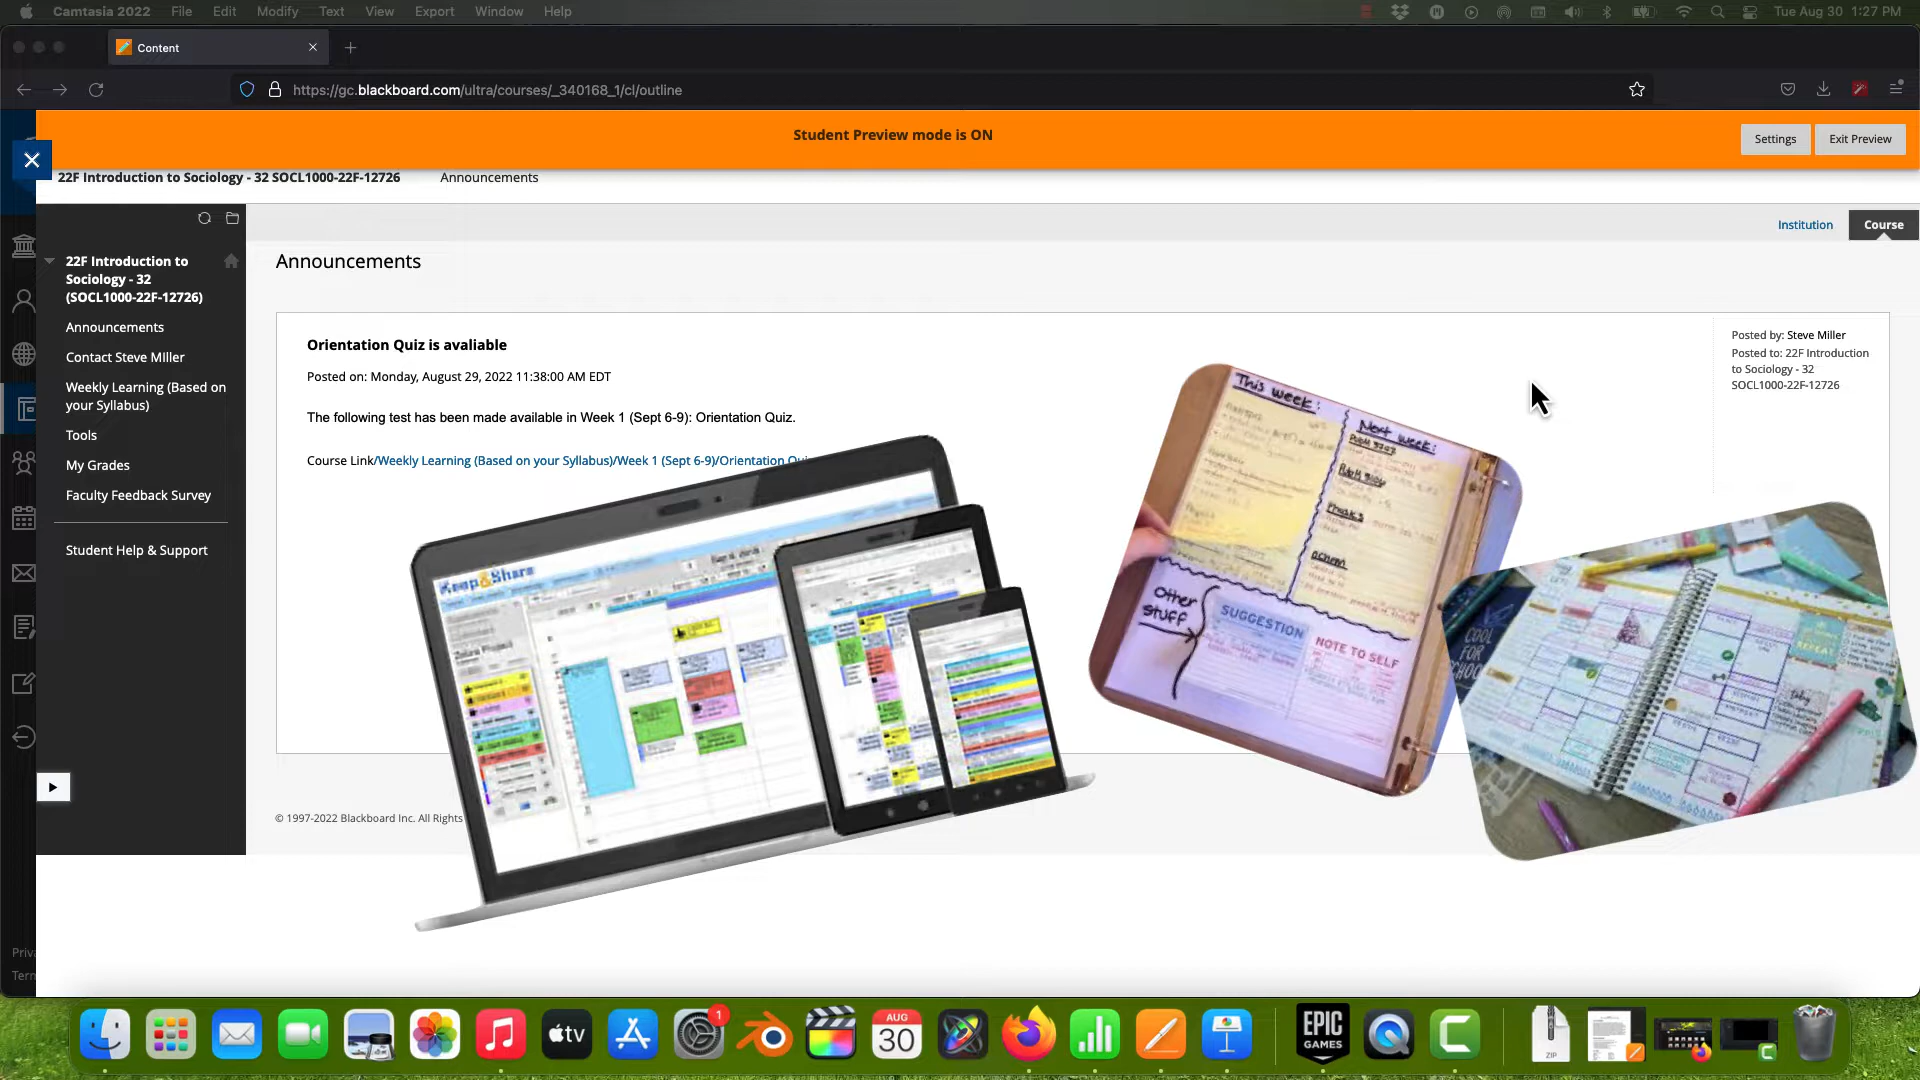 Camtasia 2022 File Edit Modify Text View Export Window Help
Tue Aug 30 1:27 PM
Content
https://gc.blackboard.com/ultra/courses/_340168_1/cl/outline
Student Preview mode is ON
Settings
Exit Preview
22F Introduction to Sociology - 32 SOCL1000-22F-12726
Announcements
Institution
Course
22F Introduction to
Sociology - 32
(SOCL1000-22F-12726)
Announcements
Contact Steve MIller
Weekly Learning (Based on
your Syllabus)
Tools
My Grades
Faculty Feedback Survey
Student Help & Support
Announcements
Orientation Quiz is avaliable
Posted on: Monday, August 29, 2022 11:38:00 AM EDT
The following test has been made available in Week 1 (Sept 6-9): Orientation Quiz.
Course Link/Weekly Learning (Based on your Syllabus)/Week 1 (Sept 6-9)/Orientation
Posted by: Steve Miller
Posted to: 22F Introduction
to Sociology - 32
SOCL1000-22F-12726
Keep&Share
This week:
Next week:
Other
stuff
SUGGESTION
NOTE TO SELF
COOL
FOR
© 1997-2022 Blackboard Inc. All Rights
1
tv
AUG
30
EPIC
GAMES
ZIP